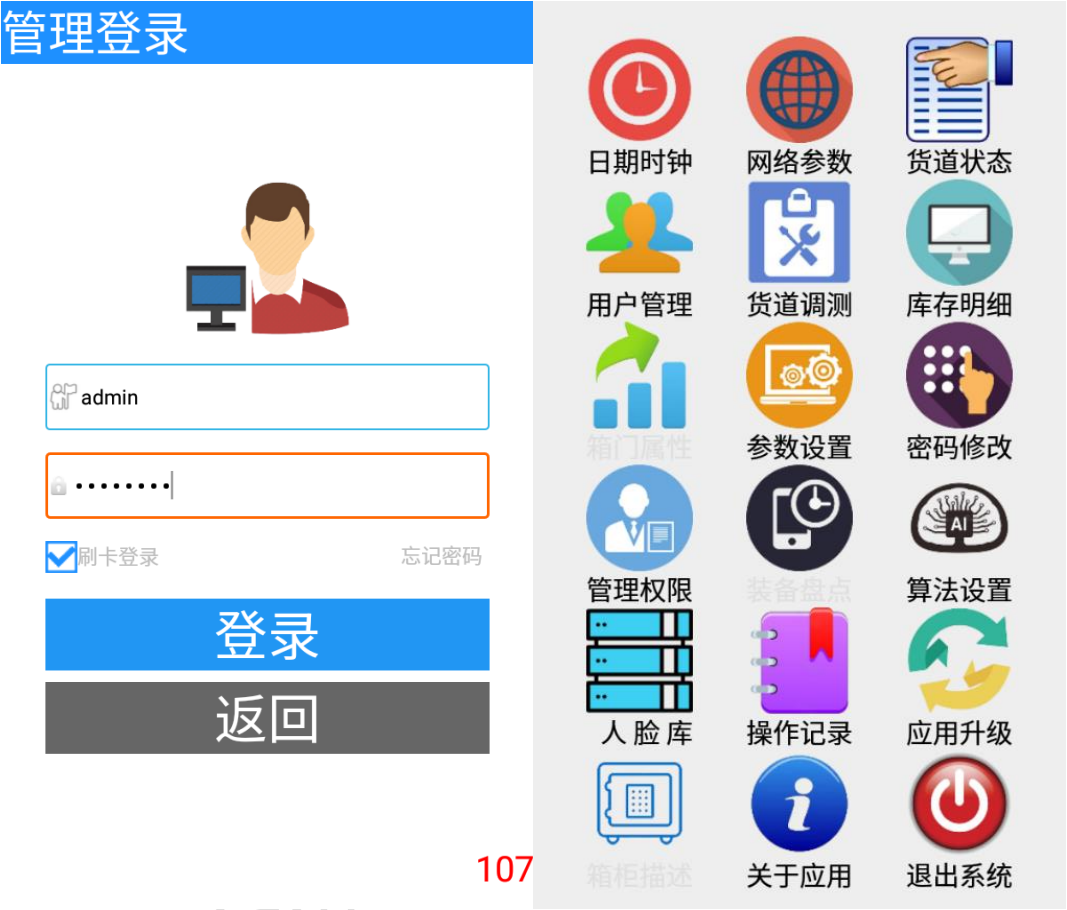 管理登录
admin
••••••••
刷卡登录 忘记密码
登录
返回
107
日期时钟 网络参数 货道状态
用户管理 货道调测 库存明细
箱门属性 参数设置 密码修改
AI
管理权限 装备盘点 算法设置
人脸库 操作记录 应用升级
箱柜描述 关于应用 退出系统